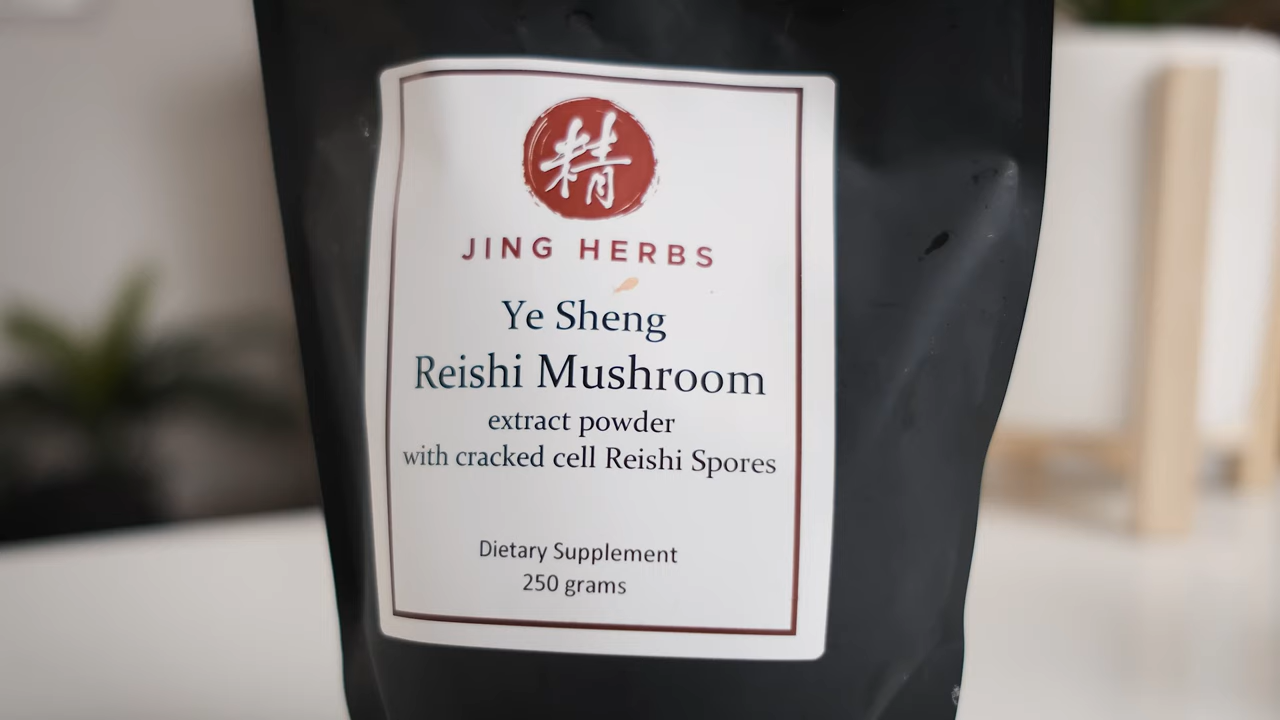 精
JING HERBS
Ye Sheng
Reishi Mushroom
extract powder
with cracked cell Reishi Spores
Dietary Supplement
250 grams